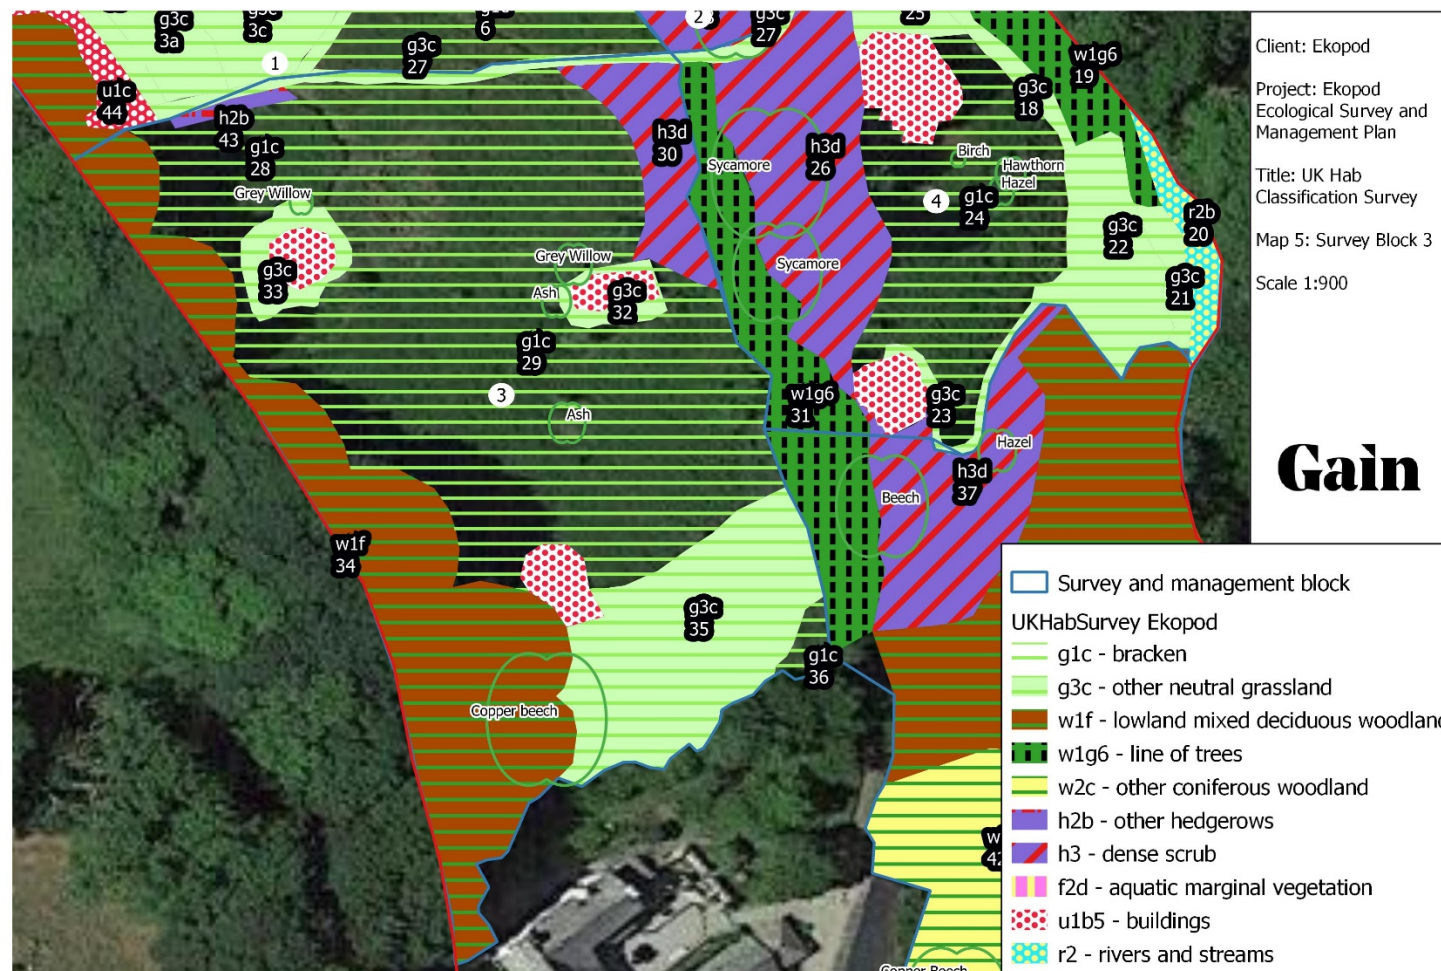 g3c
3a
g3c
3c
6
g3c
27
2
g3c
27
25
w1g6
19
1
u1c
44
h2b
43
g1c
28
Grey Willow
g3c
33
h3d
30
Sycamore
h3d
26
Sycamore
g3c
18
Birch
Hawthorn
Hazel
4
g1c
24
g3c
22
r2b
20
g3c
21
Grey Willow
Ash
g3c
32
g1c
29
3
Ash
w1g6
31
g3c
23
Hazel
h3d
37
Beech
w1f
34
g3c
35
g1c
36
Copper beech
42
Copper Beech
Client: Ekopod
Project: Ekopod
Ecological Survey and
Management Plan
Title: UK Hab
Classification Survey
Map 5: Survey Block 3
Scale 1:900
Gain
Survey and management block
UKHabSurvey Ekopod
g1c - bracken
g3c - other neutral grassland
w1f - lowland mixed deciduous woodland
w1g6 - line of trees
w2c - other coniferous woodland
h2b - other hedgerows
h3 - dense scrub
f2d - aquatic marginal vegetation
u1b5 - buildings
r2 - rivers and streams